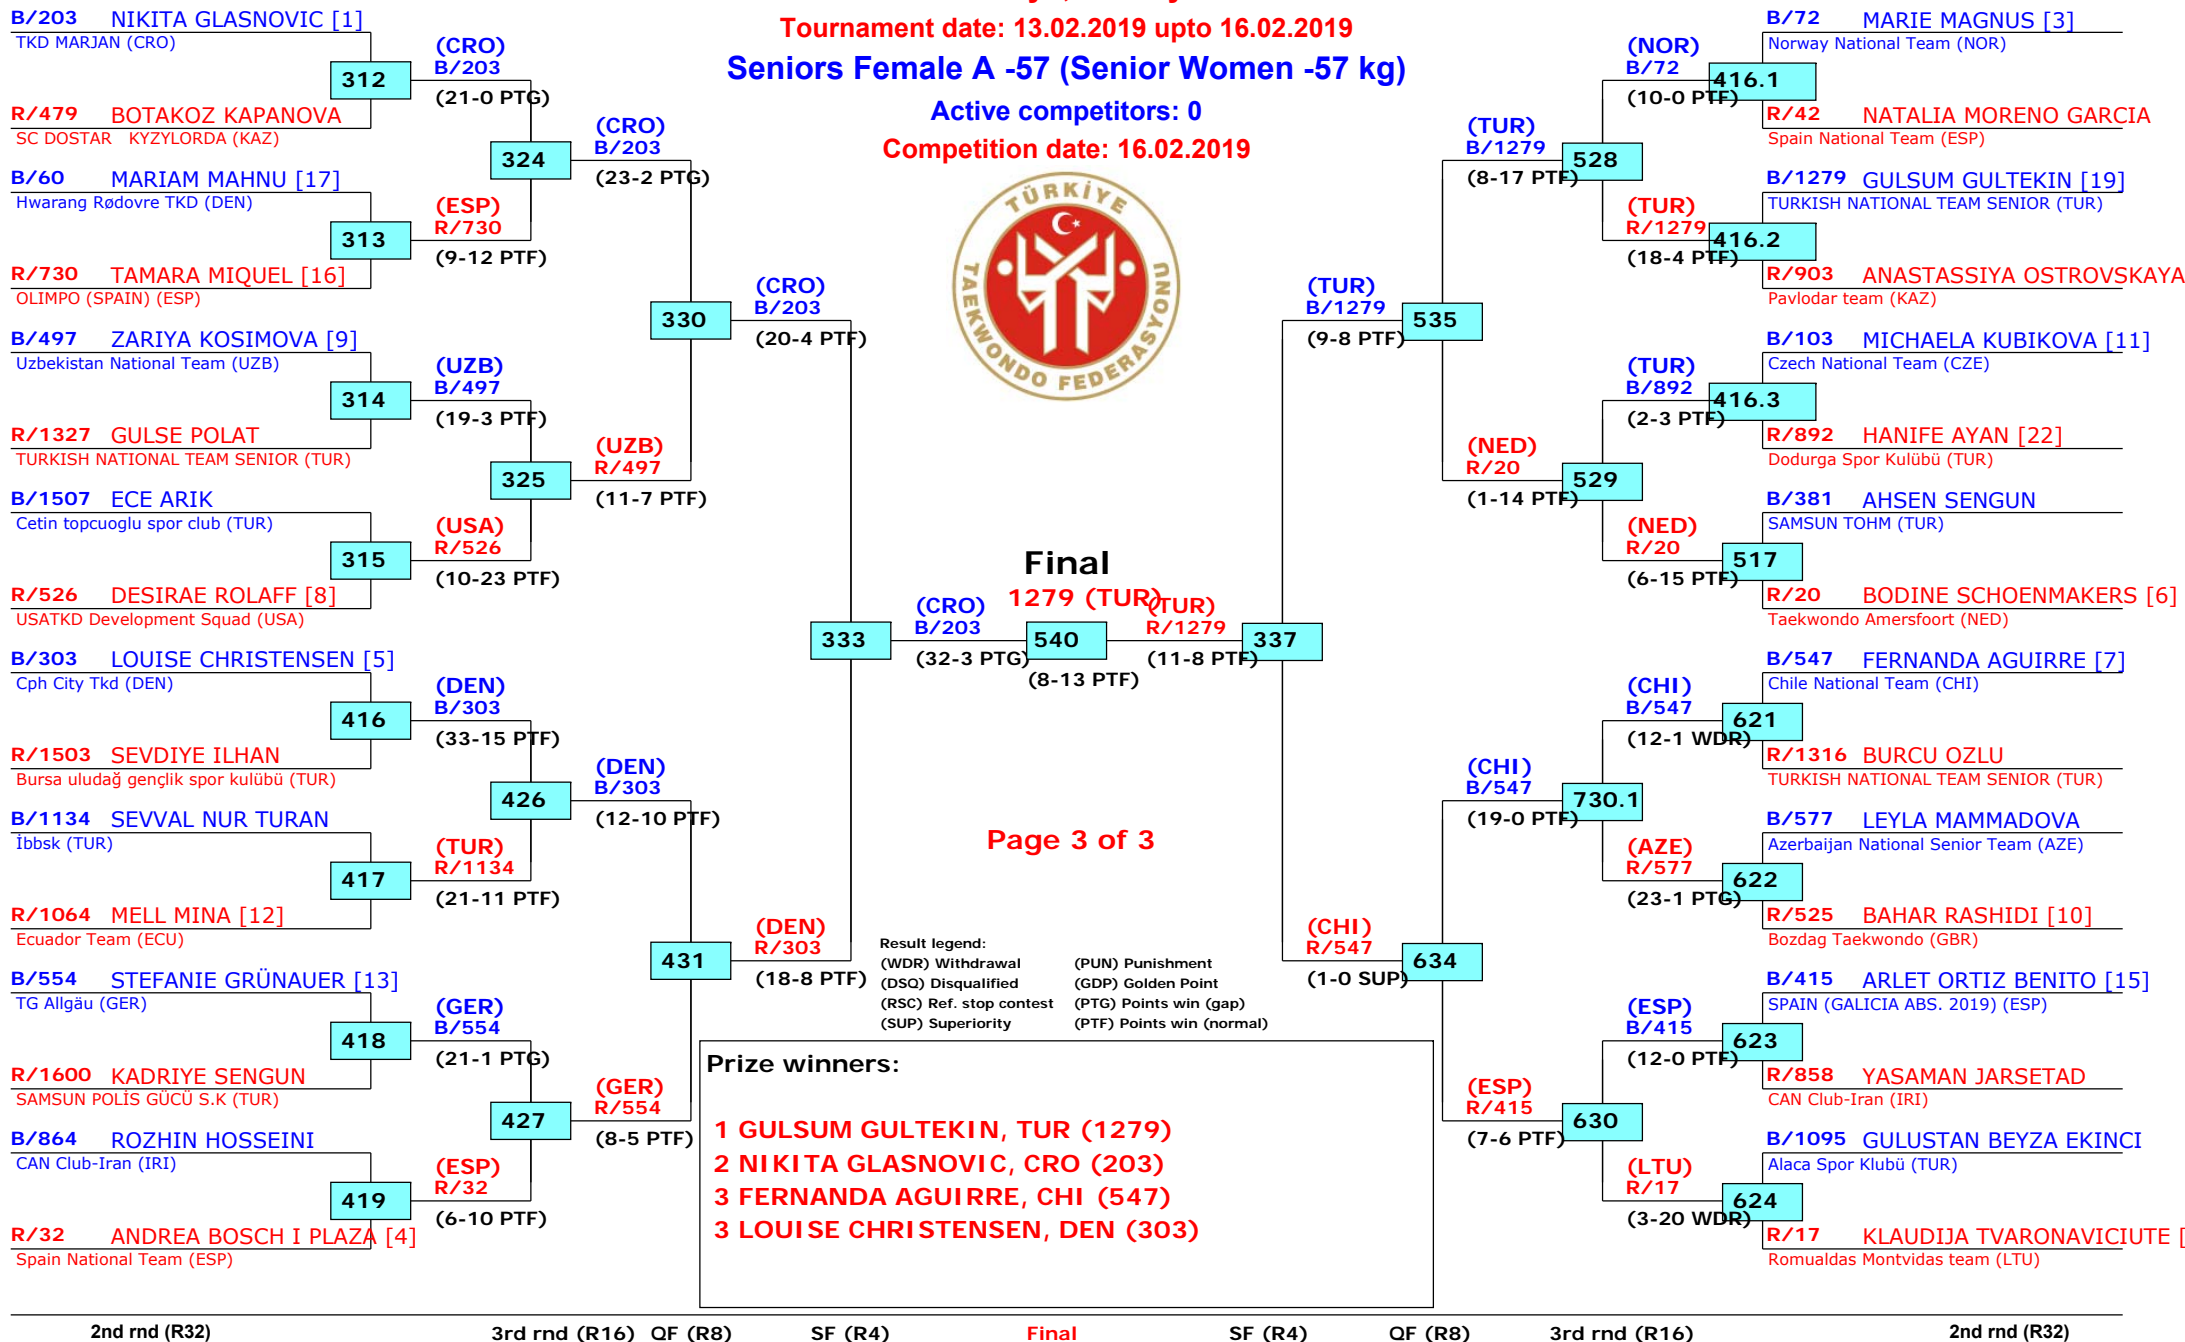 Tournament date: 13.02.2019 upto 16.02.2019
Seniors Female A -57 (Senior Women -57 kg)
Active competitors: 0
Competition date: 16.02.2019
TÜRKİYE
TAEKWONDO FEDERASYONU
B/203 NIKITA GLASNOVIC [1]
TKD MARJAN (CRO)
312
R/479 BOTAKOZ KAPANOVA
SC DOSTAR KYZYLORDA (KAZ)
B/60 MARIAM MAHNU [17]
Hwarang Rødovre TKD (DEN)
313
R/730 TAMARA MIQUEL [16]
OLIMPO (SPAIN) (ESP)
B/497 ZARIYA KOSIMOVA [9]
Uzbekistan National Team (UZB)
314
R/1327 GULSE POLAT
TURKISH NATIONAL TEAM SENIOR (TUR)
B/1507 ECE ARIK
Cetin topcuoglu spor club (TUR)
315
R/526 DESIRAE ROLAFF [8]
USATKD Development Squad (USA)
B/303 LOUISE CHRISTENSEN [5]
Cph City Tkd (DEN)
416
R/1503 SEVDIYE ILHAN
Bursa uludağ gençlik spor kulübü (TUR)
B/1134 SEVVAL NUR TURAN
İbbsk (TUR)
417
R/1064 MELL MINA [12]
Ecuador Team (ECU)
B/554 STEFANIE GRÜNAUER [13]
TG Allgäu (GER)
418
R/1600 KADRIYE SENGUN
SAMSUN POLİS GÜCÜ S.K (TUR)
B/864 ROZHIN HOSSEINI
CAN Club-Iran (IRI)
419
R/32 ANDREA BOSCH I PLAZA [4]
Spain National Team (ESP)
(CRO)
B/203
(21-0 PTG)
324
(ESP)
R/730
(9-12 PTF)
(UZB)
B/497
(19-3 PTF)
325
(USA)
R/526
(10-23 PTF)
(DEN)
B/303
(33-15 PTF)
426
(TUR)
R/1134
(21-11 PTF)
(GER)
B/554
(21-1 PTG)
427
(ESP)
R/32
(6-10 PTF)
(CRO)
B/203
(23-2 PTG)
330
(UZB)
R/497
(11-7 PTF)
(DEN)
B/303
(12-10 PTF)
431
(GER)
R/554
(8-5 PTF)
(CRO)
B/203
(20-4 PTF)
333
(DEN)
R/303
(18-8 PTF)
(CRO)
B/203
(32-3 PTG)
Final
1279 (TUR)
540
(8-13 PTF)
(TUR)
R/1279
(11-8 PTF)
337
(TUR)
B/1279
(9-8 PTF)
535
(CHI)
R/547
(1-0 SUP)
634
(TUR)
B/1279
(8-17 PTF)
528
(NED)
R/20
(1-14 PTF)
529
(CHI)
B/547
(19-0 PTF)
730.1
(ESP)
R/415
(7-6 PTF)
630
(NOR)
B/72
(10-0 PTF)
416.1
(TUR)
R/1279
(18-4 PTF)
416.2
(TUR)
B/892
(2-3 PTF)
416.3
(NED)
R/20
(6-15 PTF)
517
(CHI)
B/547
(12-1 WDR)
621
(AZE)
R/577
(23-1 PTG)
622
(ESP)
B/415
(12-0 PTF)
623
(LTU)
R/17
(3-20 WDR)
624
B/72 MARIE MAGNUS [3]
Norway National Team (NOR)
R/42 NATALIA MORENO GARCIA
Spain National Team (ESP)
B/1279 GULSUM GULTEKIN [19]
TURKISH NATIONAL TEAM SENIOR (TUR)
R/903 ANASTASSIYA OSTROVSKAYA
Pavlodar team (KAZ)
B/103 MICHAELA KUBIKOVA [11]
Czech National Team (CZE)
R/892 HANIFE AYAN [22]
Dodurga Spor Kulübü (TUR)
B/381 AHSEN SENGUN
SAMSUN TOHM (TUR)
R/20 BODINE SCHOENMAKERS [6]
Taekwondo Amersfoort (NED)
B/547 FERNANDA AGUIRRE [7]
Chile National Team (CHI)
R/1316 BURCU OZLU
TURKISH NATIONAL TEAM SENIOR (TUR)
B/577 LEYLA MAMMADOVA
Azerbaijan National Senior Team (AZE)
R/525 BAHAR RASHIDI [10]
Bozdag Taekwondo (GBR)
B/415 ARLET ORTIZ BENITO [15]
SPAIN (GALICIA ABS. 2019) (ESP)
R/858 YASAMAN JARSETAD
CAN Club-Iran (IRI)
B/1095 GULUSTAN BEYZA EKINCI
Alaca Spor Klubü (TUR)
R/17 KLAUDIJA TVARONAVICIUTE [
Romualdas Montvidas team (LTU)
Page 3 of 3
Result legend:
(WDR) Withdrawal (PUN) Punishment
(DSQ) Disqualified (GDP) Golden Point
(RSC) Ref. stop contest (PTG) Points win (gap)
(SUP) Superiority (PTF) Points win (normal)
Prize winners:
1 GULSUM GULTEKIN, TUR (1279)
2 NIKITA GLASNOVIC, CRO (203)
3 FERNANDA AGUIRRE, CHI (547)
3 LOUISE CHRISTENSEN, DEN (303)
2nd rnd (R32) 3rd rnd (R16) QF (R8) SF (R4) Final SF (R4) QF (R8) 3rd rnd (R16) 2nd rnd (R32)